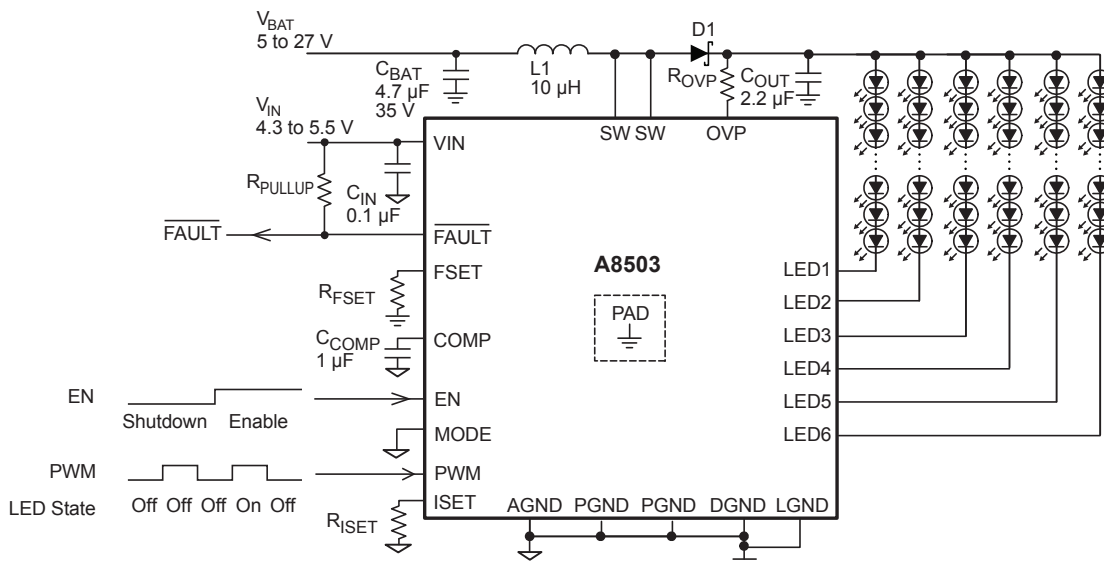 VBAT
5 to 27 V
D1
CBAT
4.7 µF
35 V
L1
10 µH
ROVP
COUT
2.2 µF
VIN
4.3 to 5.5 V
SW SW OVP
VIN
RPULLUP
CIN
0.1 µF
FAULT
FAULT
A8503
FSET
LED1
RFSET
PAD
LED2
CCOMP
1 µF
COMP
LED3
LED4
EN
Shutdown Enable
EN
LED5
MODE
LED6
PWM
PWM
LED State
Off Off Off On Off
ISET
RISET
AGND PGND PGND DGND LGND